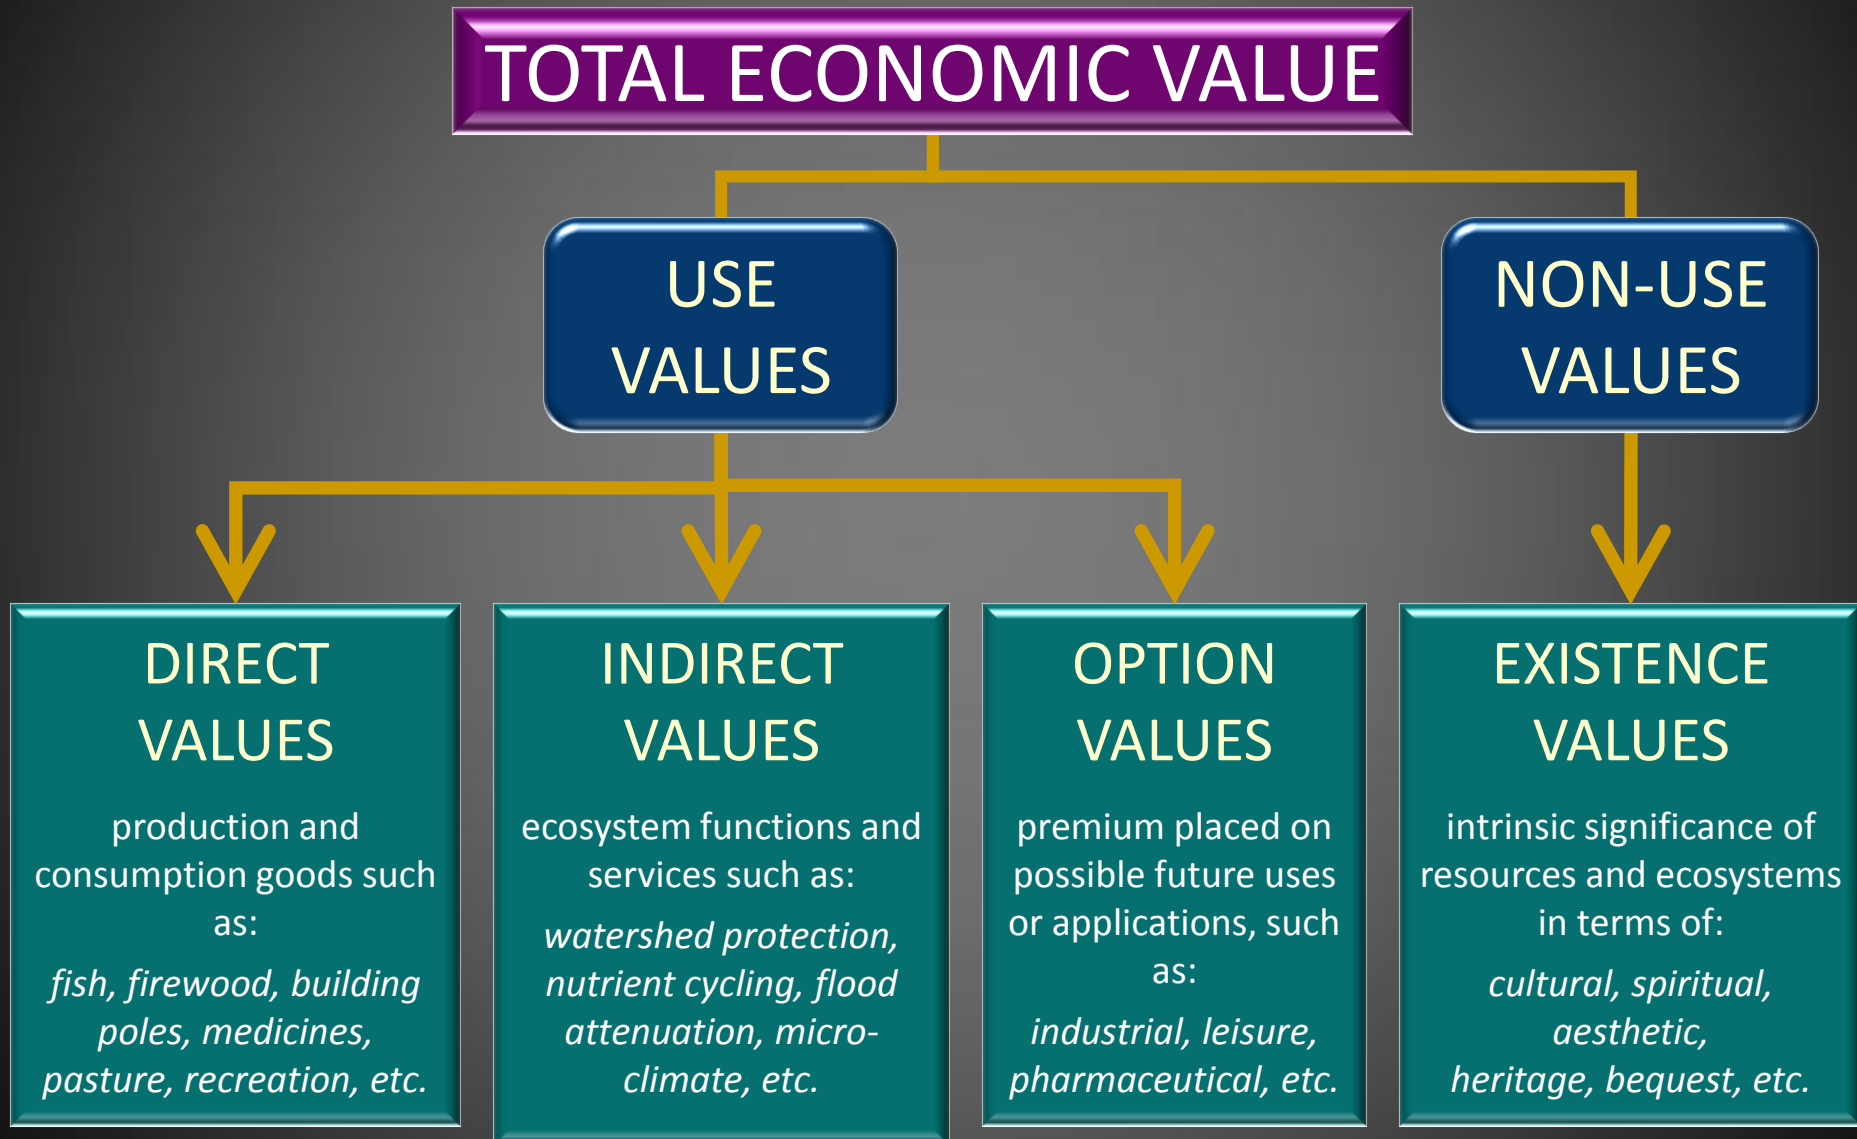 TOTAL ECONOMIC VALUE
USE
VALUES
NON-USE
VALUES
DIRECT
VALUES
production and
consumption goods such
as:
fish, firewood, building
poles, medicines,
pasture, recreation, etc.
INDIRECT
VALUES
ecosystem functions and
services such as:
watershed protection,
nutrient cycling, flood
attenuation, micro-
climate, etc.
OPTION
VALUES
premium placed on
possible future uses
or applications, such
as:
industrial, leisure,
pharmaceutical, etc.
EXISTENCE
VALUES
intrinsic significance of
resources and ecosystems
in terms of:
cultural, spiritual,
aesthetic,
heritage, bequest, etc.